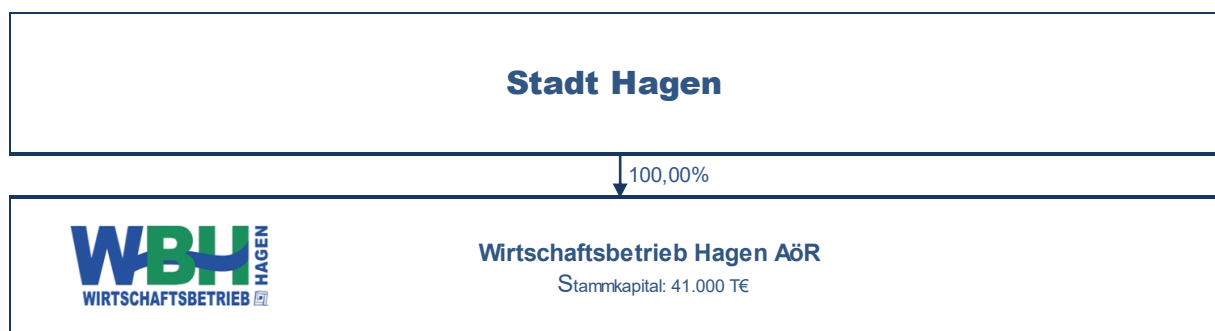 Stadt Hagen
100,00%
WBH HAGEN
WIRTSCHAFTSBETRIEB
Wirtschaftsbetrieb Hagen AöR
Stammkapital: 41.000 T€